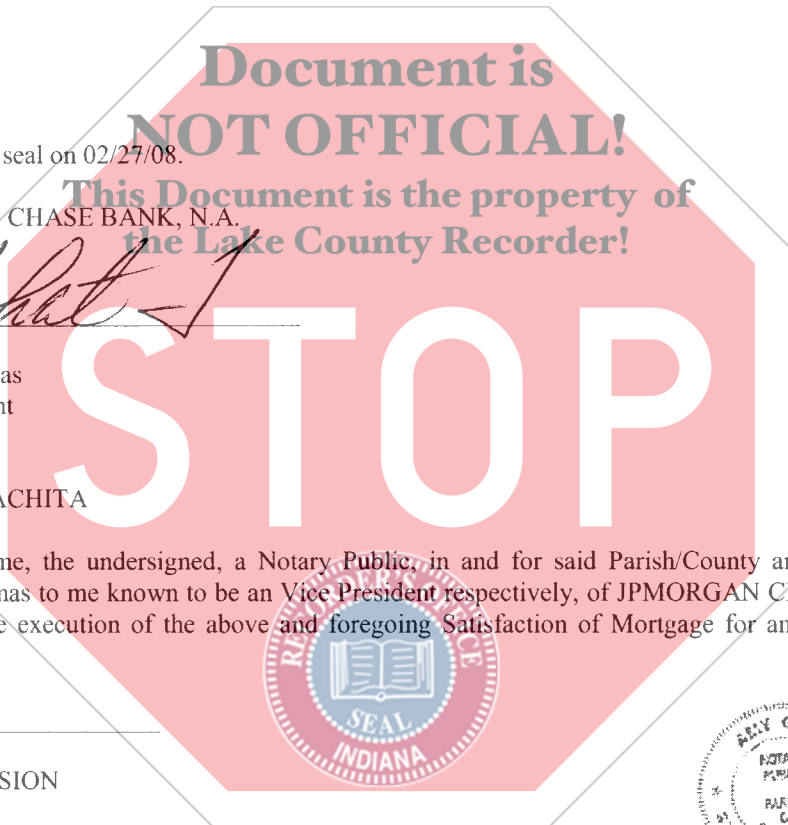 Document is
NOT OFFICIAL!
seal on 02/27/08.
This Document is the property of
CHASE BANK, N.A.
the Lake County Recorder!
STOP
as
nt
ACHITA
me, the undersigned, a Notary Public, in and for said Parish/County an
mas to me known to be an Vice President respectively, of JPMORGAN C
e execution of the above and foregoing Satisfaction of Mortgage for an
RECORDER'S OFFICE
SEAL
INDIANA
SION
AMY